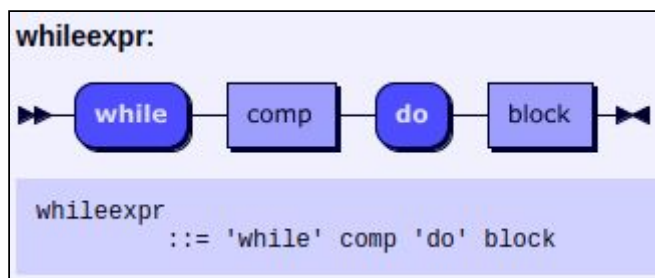 whileexpr:
while comp do block
whileexpr
::= 'while' comp 'do' block